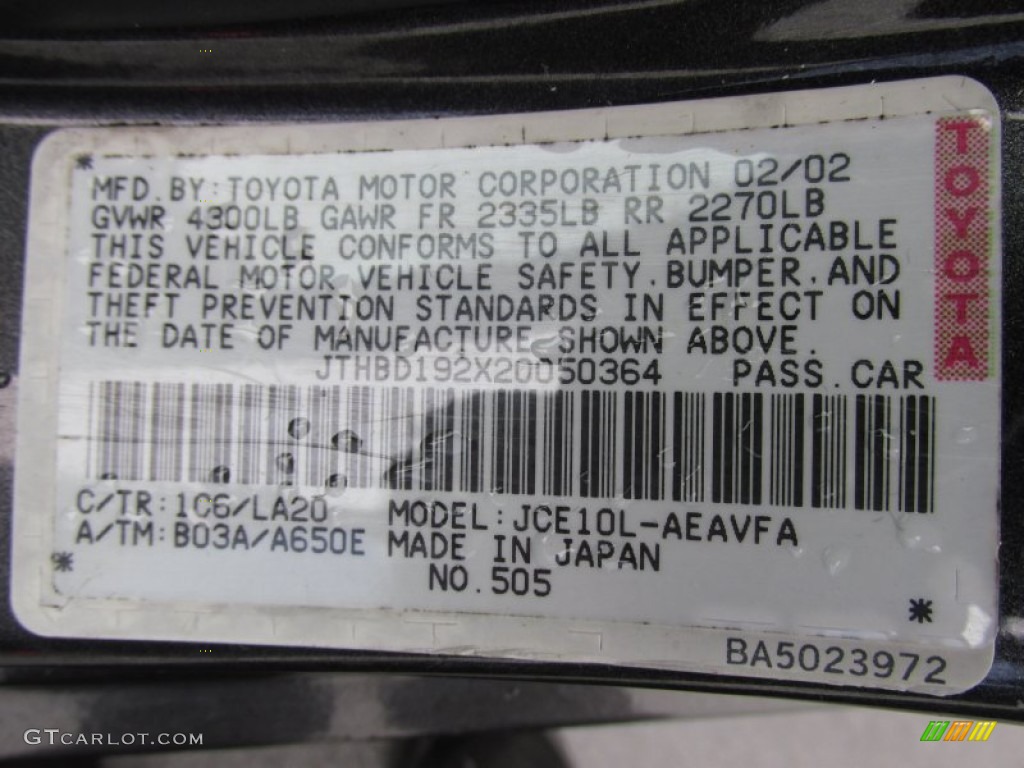 MFD.BY:TOYOTA MOTOR CORPORATION 02/02
GVWR 4300LB GAWR FR 2335LB RR 2270LB
THIS VEHICLE CONFORMS TO ALL APPLICABLE
FEDERAL MOTOR VEHICLE SAFETY,BUMPER,AND
THEFT PREVENTION STANDARDS IN EFFECT ON
THE DATE OF MANUFACTURE SHOWN ABOVE.
JTHBD192X20050364 PASS.CAR
TOYOTA
C/TR:1C6/LA20 MODEL:JCE10L-AEAVFA
A/TM:B03A/A650E MADE IN JAPAN
NO.505
BA5023972
GTCARLOT.COM